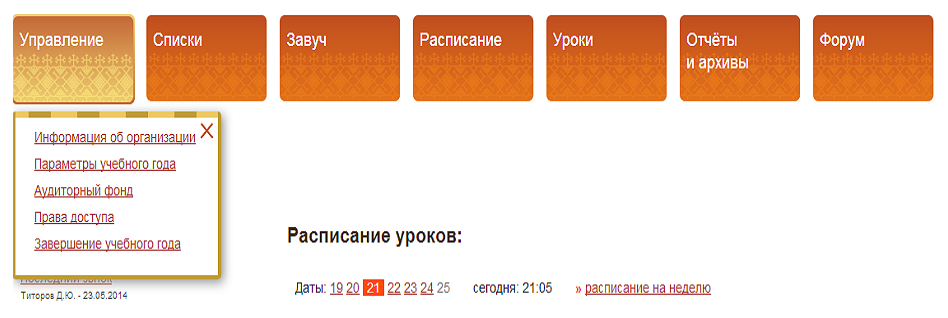 Управление
Списки
Завуч
Расписание
Уроки
Отчёты
и архивы
Форум
Информация об организации
Параметры учебного года
Аудиторный фонд
Права доступа
Завершение учебного года
Последний звонок
Титоров Д.Ю. - 23.05.2014
Расписание уроков:
Даты: 19 20 21 22 23 24 25 сегодня: 21:05 » расписание на неделю